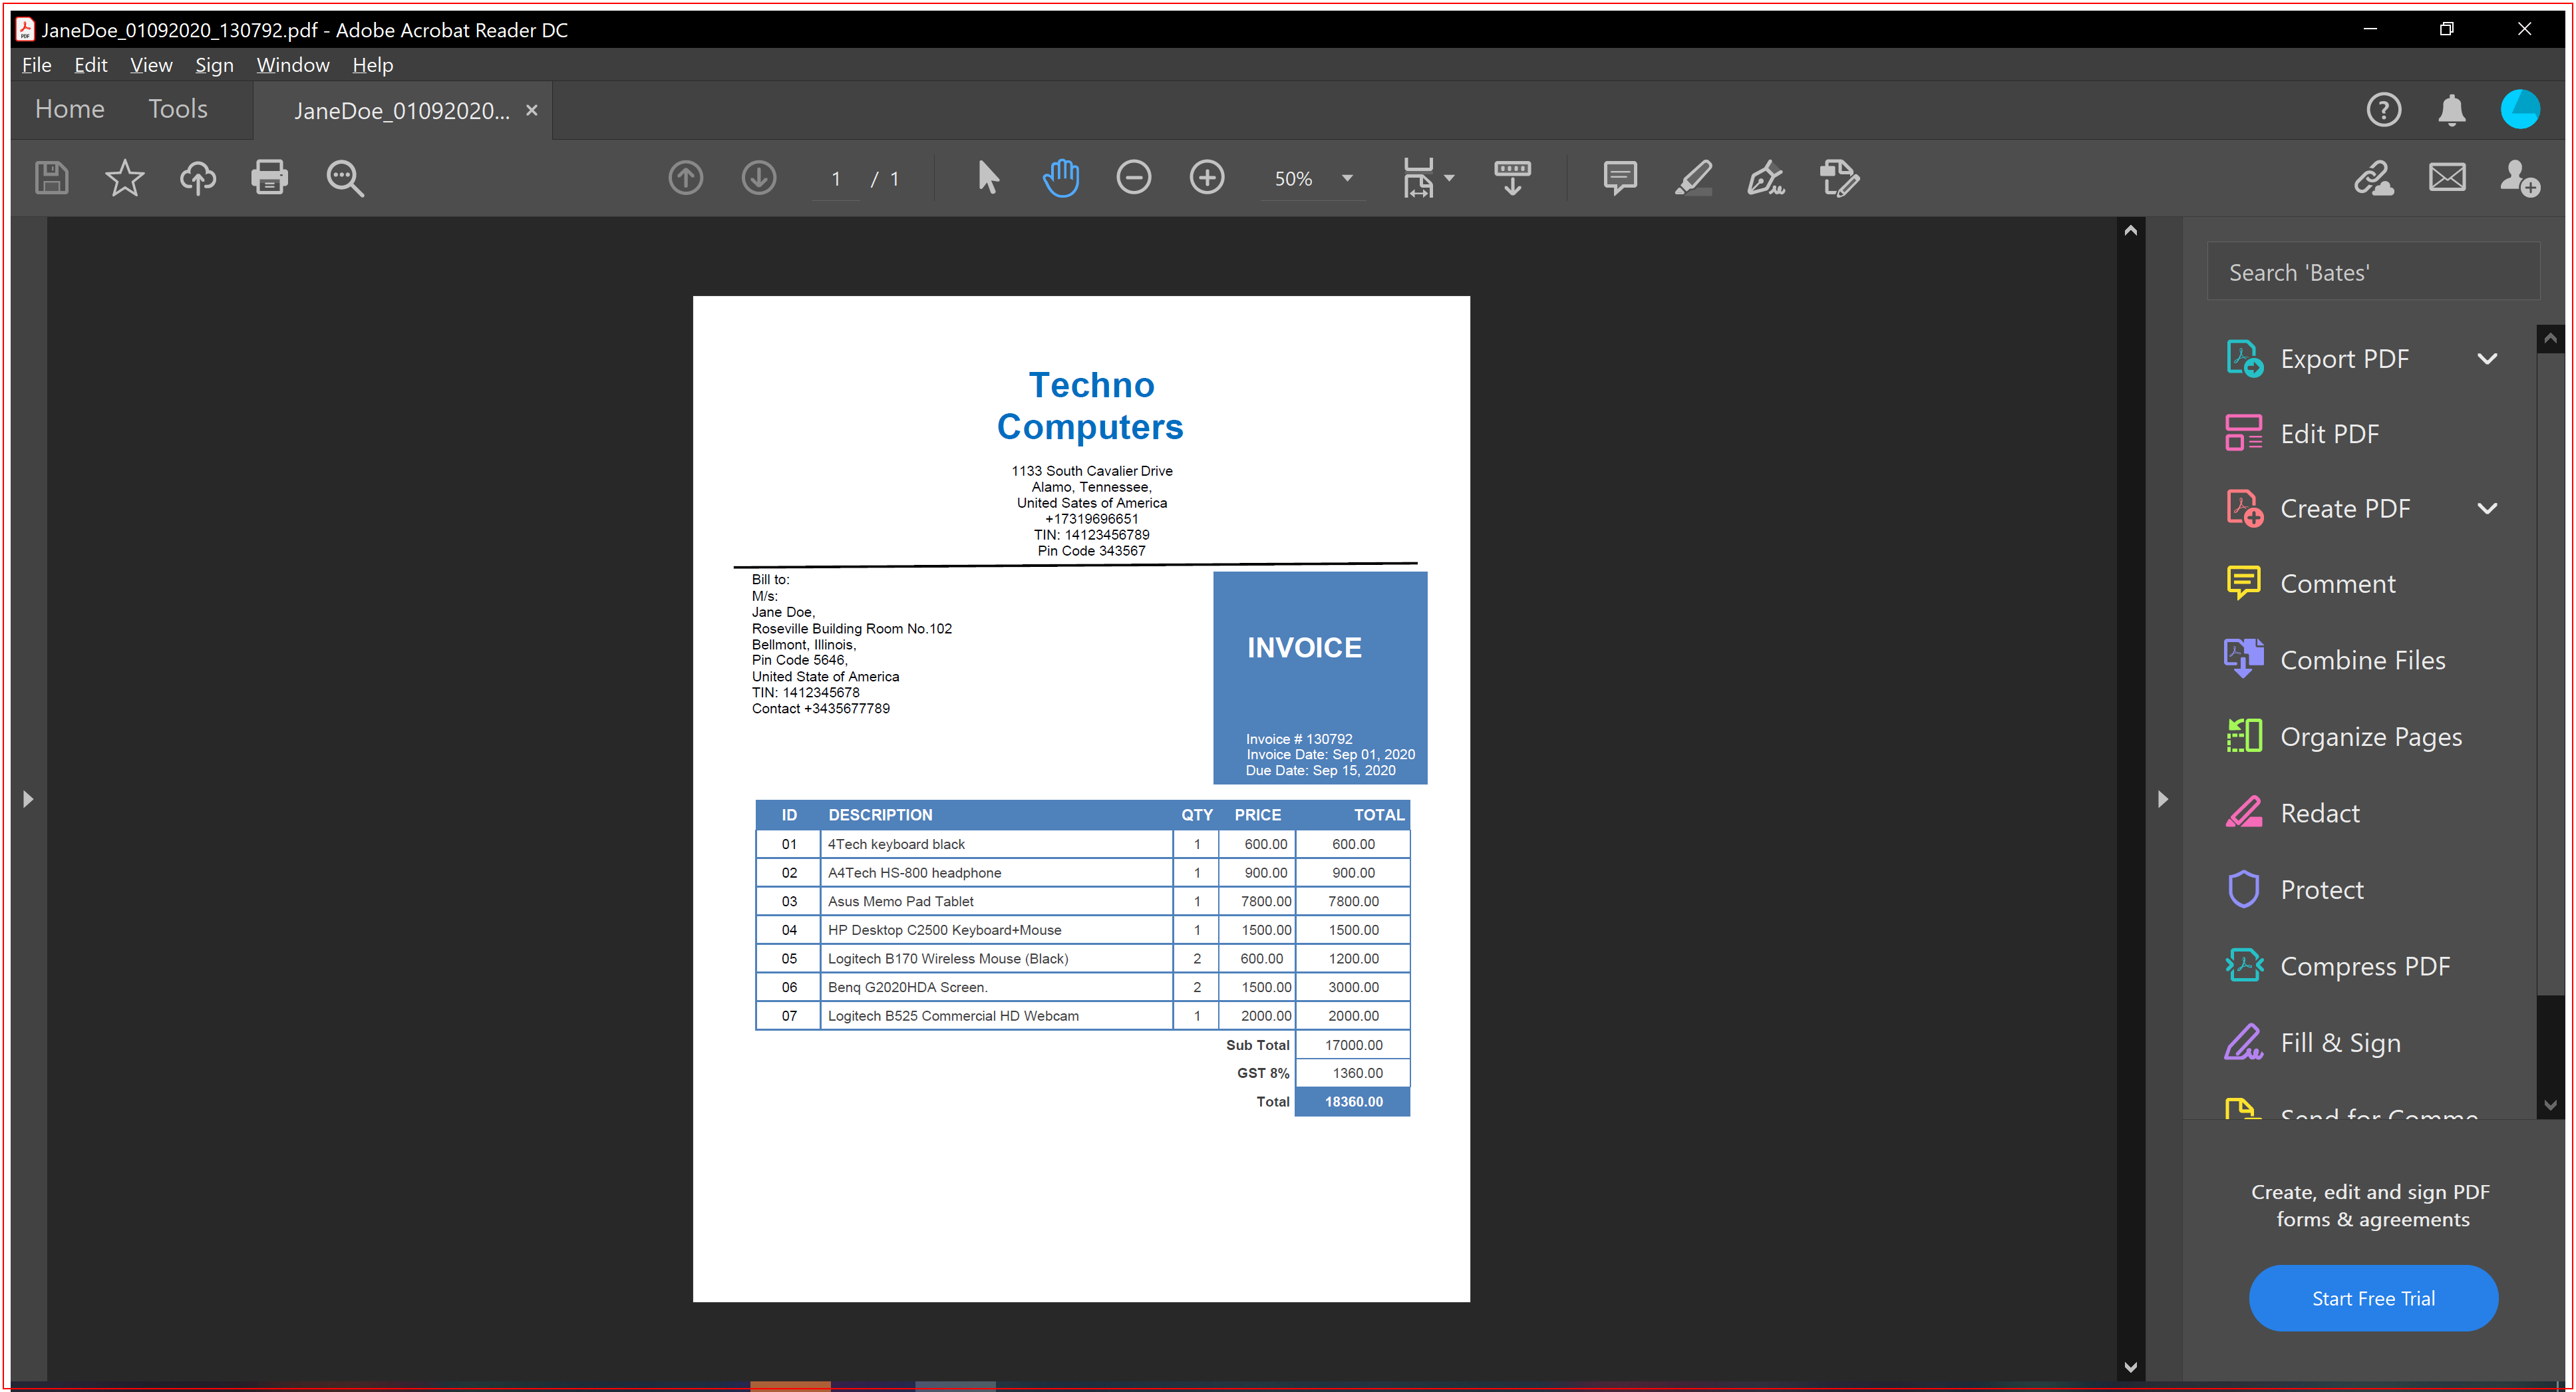 JaneDoe_01092020_130792.pdf - Adobe Acrobat Reader DC
File Edit View Sign Window Help
Home Tools JaneDoe_01092020... ×
1 / 1 50%
Search 'Bates'
Export PDF
Edit PDF
Create PDF
Comment
Combine Files
Organize Pages
Redact
Protect
Compress PDF
Fill & Sign
Send for Comme
Create, edit and sign PDF
forms & agreements
Start Free Trial
Techno
Computers
1133 South Cavalier Drive
Alamo, Tennessee,
United Sates of America
+17319696651
TIN: 14123456789
Pin Code 343567
Bill to:
M/s:
Jane Doe,
Roseville Building Room No.102
Bellmont, Illinois,
Pin Code 5646,
United State of America
TIN: 1412345678
Contact +3435677789
INVOICE
Invoice # 130792
Invoice Date: Sep 01, 2020
Due Date: Sep 15, 2020
ID DESCRIPTION QTY PRICE TOTAL
01 4Tech keyboard black 1 600.00 600.00
02 A4Tech HS-800 headphone 1 900.00 900.00
03 Asus Memo Pad Tablet 1 7800.00 7800.00
04 HP Desktop C2500 Keyboard+Mouse 1 1500.00 1500.00
05 Logitech B170 Wireless Mouse (Black) 2 600.00 1200.00
06 Benq G2020HDA Screen. 2 1500.00 3000.00
07 Logitech B525 Commercial HD Webcam 1 2000.00 2000.00
Sub Total 17000.00
GST 8% 1360.00
Total 18360.00